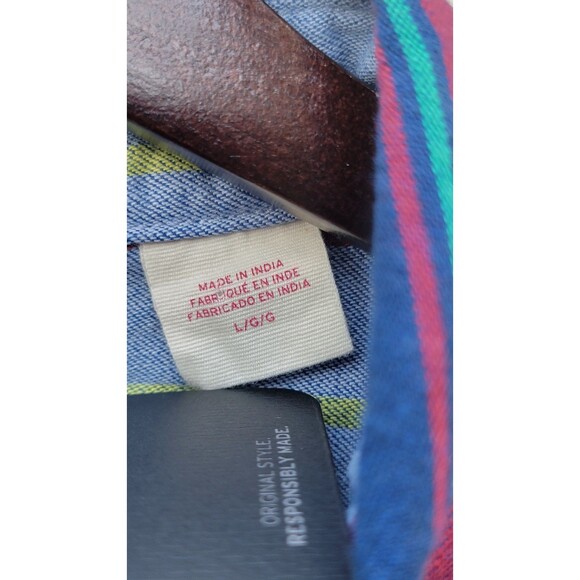 MADE IN INDIA
FABRIQUÉ EN INDE
FABRICADO EN INDIA
L/G/G
ORIGINAL STYLE.
RESPONSIBLY MADE.